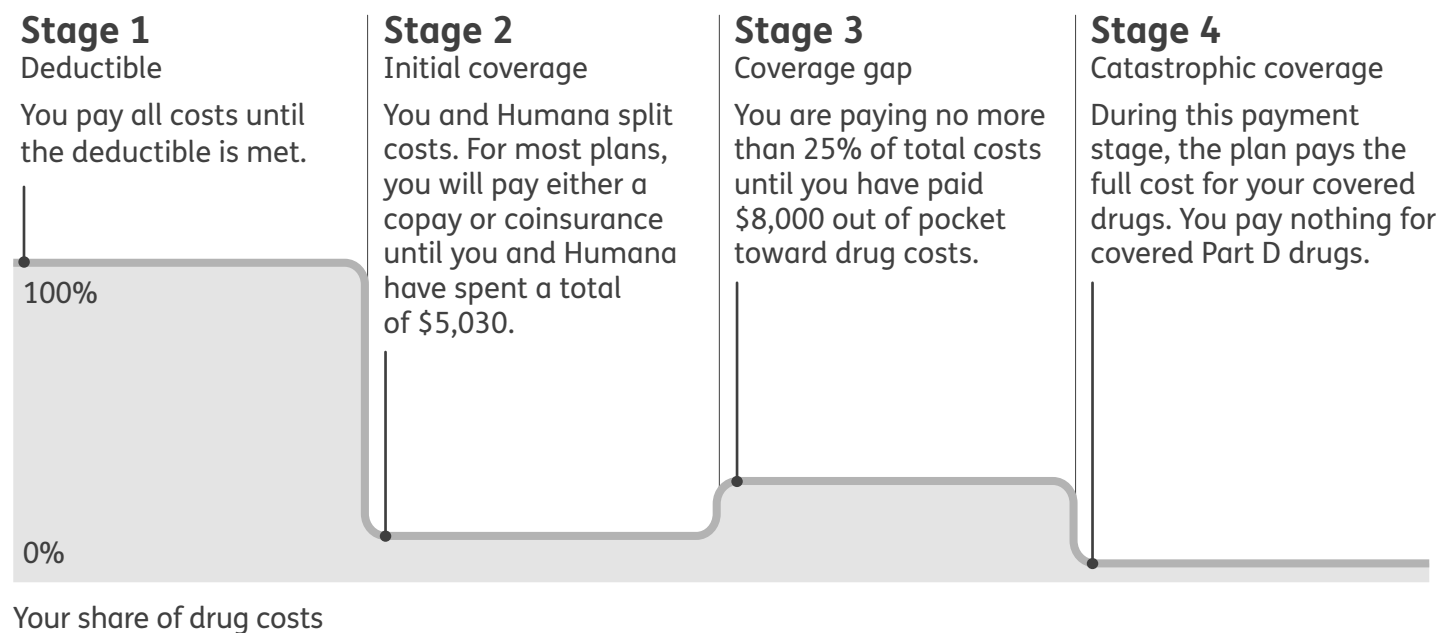 Stage 1
Deductible
You pay all costs until
the deductible is met.
100%
0%
Stage 2
Initial coverage
You and Humana split
costs. For most plans,
you will pay either a
copay or coinsurance
until you and Humana
have spent a total
of $5,030.
Stage 3
Coverage gap
You are paying no more
than 25% of total costs
until you have paid
$8,000 out of pocket
toward drug costs.
Stage 4
Catastrophic coverage
During this payment
stage, the plan pays the
full cost for your covered
drugs. You pay nothing for
covered Part D drugs.
Your share of drug costs